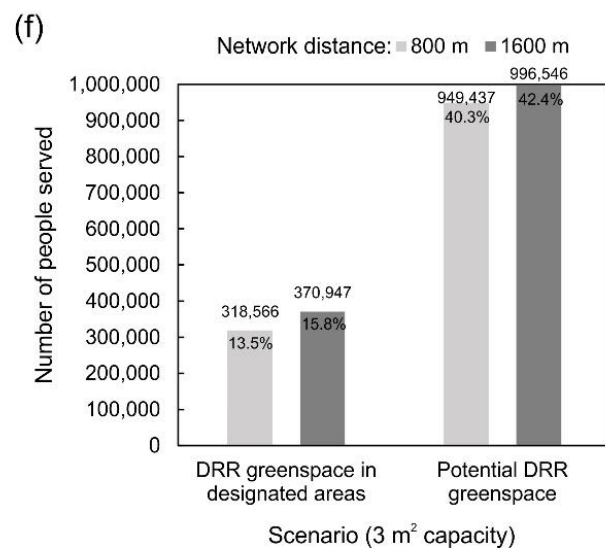 (f)
Network distance: 800 m 1600 m
1,000,000
900,000
800,000
700,000
600,000
500,000
400,000
300,000
200,000
100,000
0
Number of people served
318,566
13.5%
370,947
15.8%
949,437
40.3%
996,546
42.4%
DRR greenspace in
designated areas
Potential DRR
greenspace
Scenario (3 m² capacity)